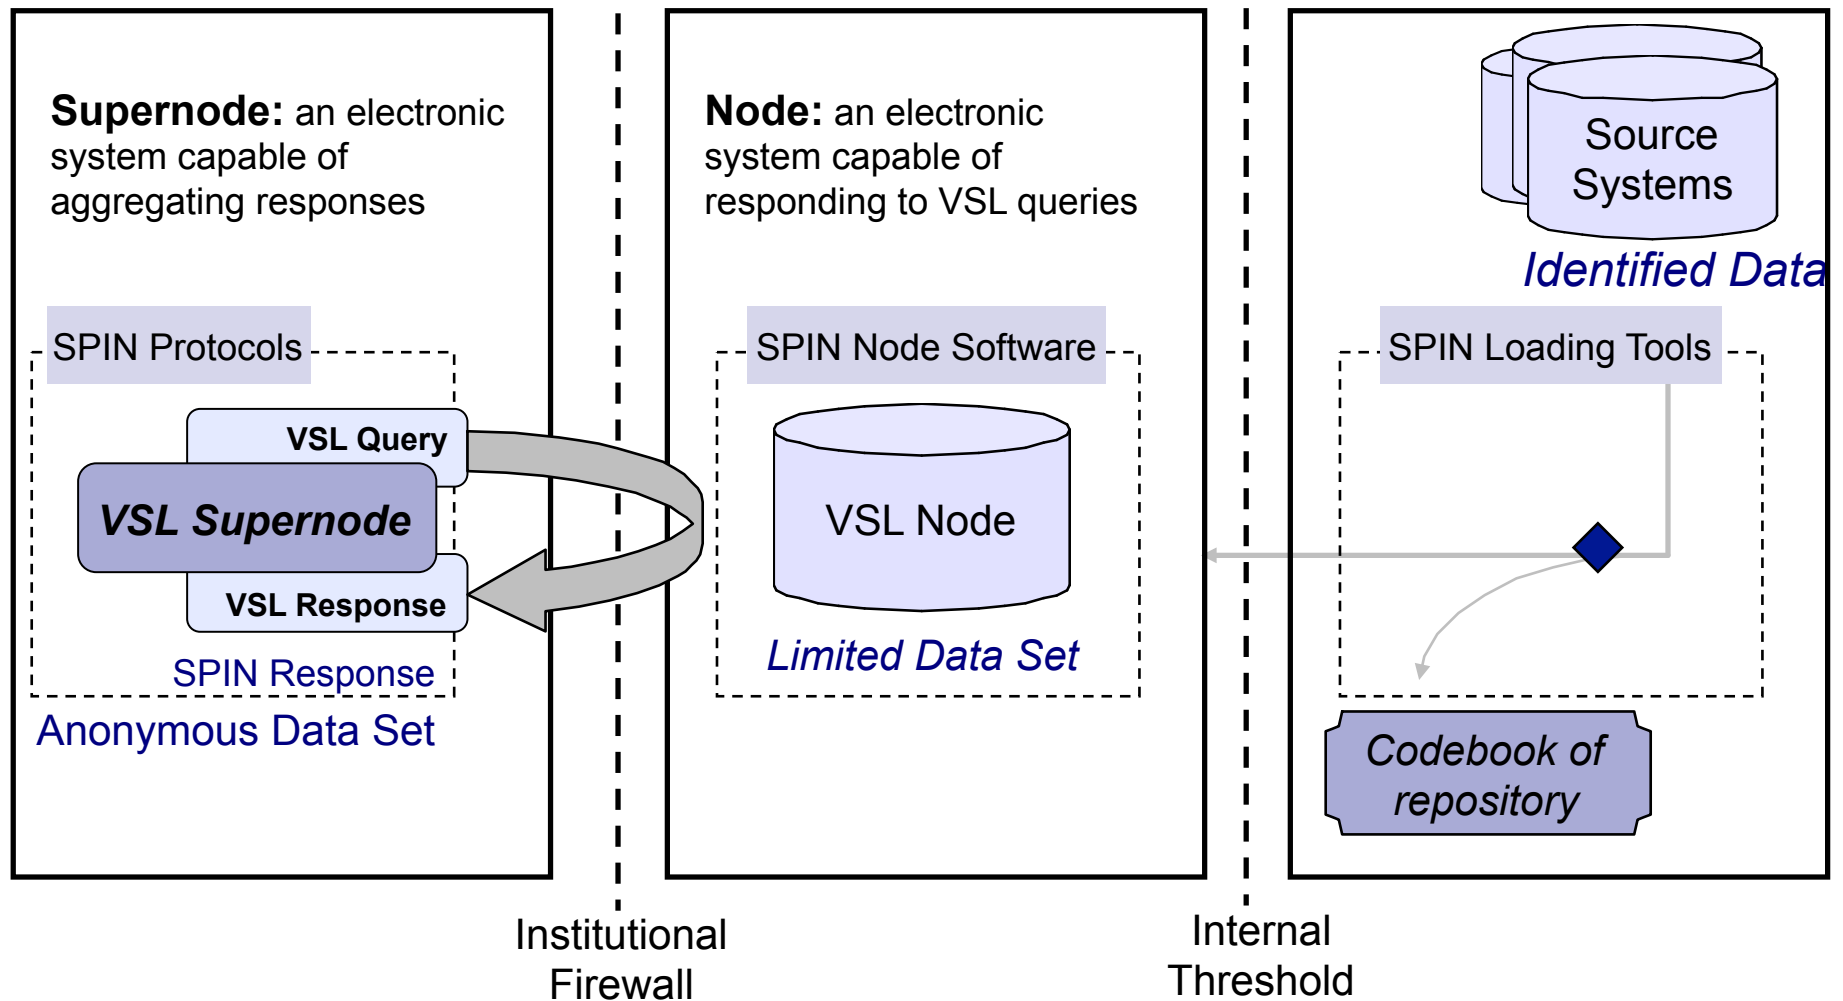 Supernode: an electronic
system capable of
aggregating responses
SPIN Protocols
VSL Query
VSL Supernode
VSL Response
SPIN Response
Anonymous Data Set
Institutional
Firewall
Node: an electronic
system capable of
responding to VSL queries
SPIN Node Software
VSL Node
Limited Data Set
Internal
Threshold
Source
Systems
Identified Data
SPIN Loading Tools
Codebook of
repository